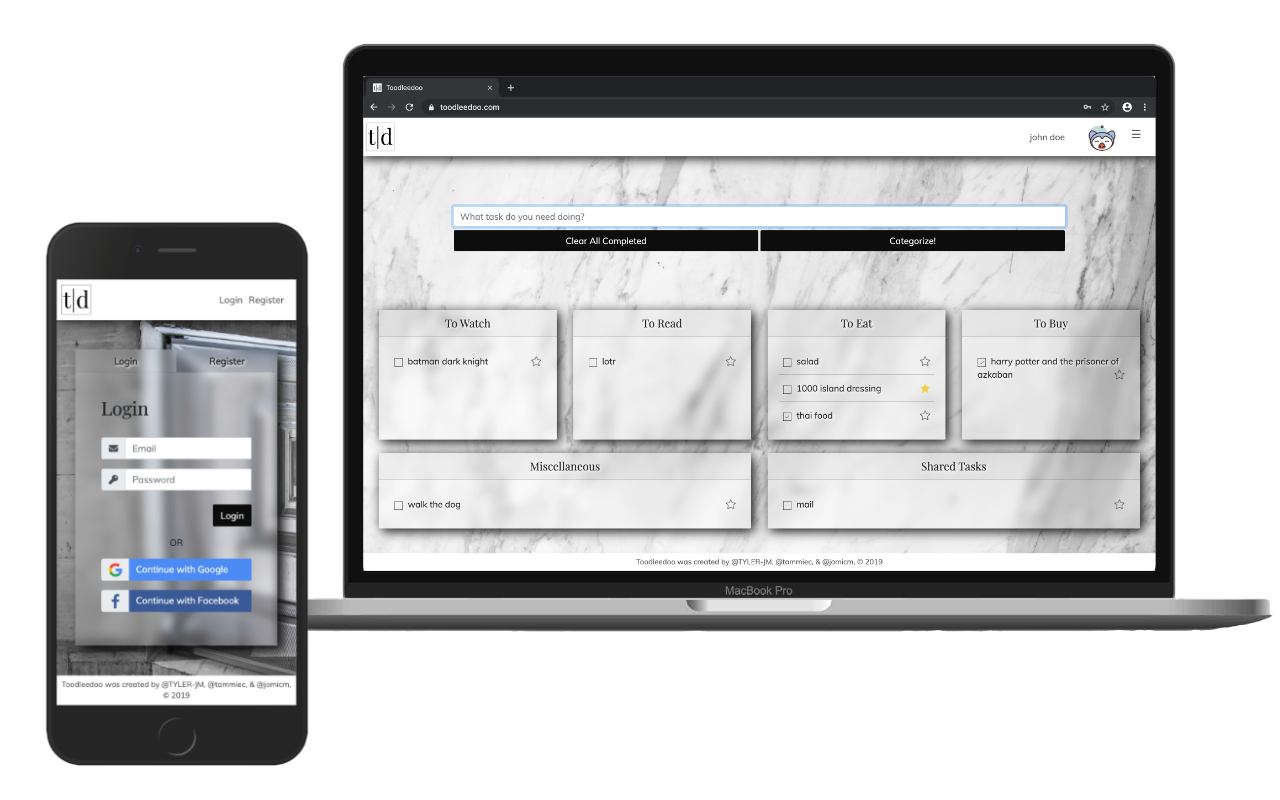 Toodleedoo
toodleedoo.com
t|d
john doe
What task do you need doing?
Clear All Completed
Categorize!
To Watch
batman dark knight
To Read
lotr
To Eat
salad
1000 island dressing
thai food
To Buy
harry potter and the prisoner of
azkaban
Miscellaneous
walk the dog
Shared Tasks
mail
Toodleedoo was created by @TYLER-JM, @tammiec, & @jomicm, © 2019
MacBook Pro
t|d
Login Register
Login
Register
Login
Email
Password
Login
OR
Continue with Google
Continue with Facebook
Toodleedoo was created by @TYLER-JM, @tammiec, & @jomicm,
© 2019